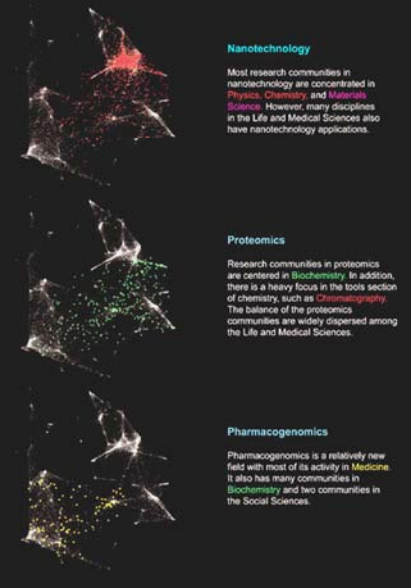 Nanotechnology
Most research communities in
nanotechnology are concentrated in
Physics, Chemistry, and Materials
Science. However, many disciplines
in the Life and Medical Sciences also
have nanotechnology applications.
Proteomics
Research communities in proteomics
are centered in Biochemistry. In addition,
there is a heavy focus in the tools section
of chemistry, such as Chromatography.
The balance of the proteomics
communities are widely dispersed among
the Life and Medical Sciences.
Pharmacogenomics
Pharmacogenomics is a relatively new
field with most of its activity in Medicine.
It also has many communities in
Biochemistry and two communities in
the Social Sciences.